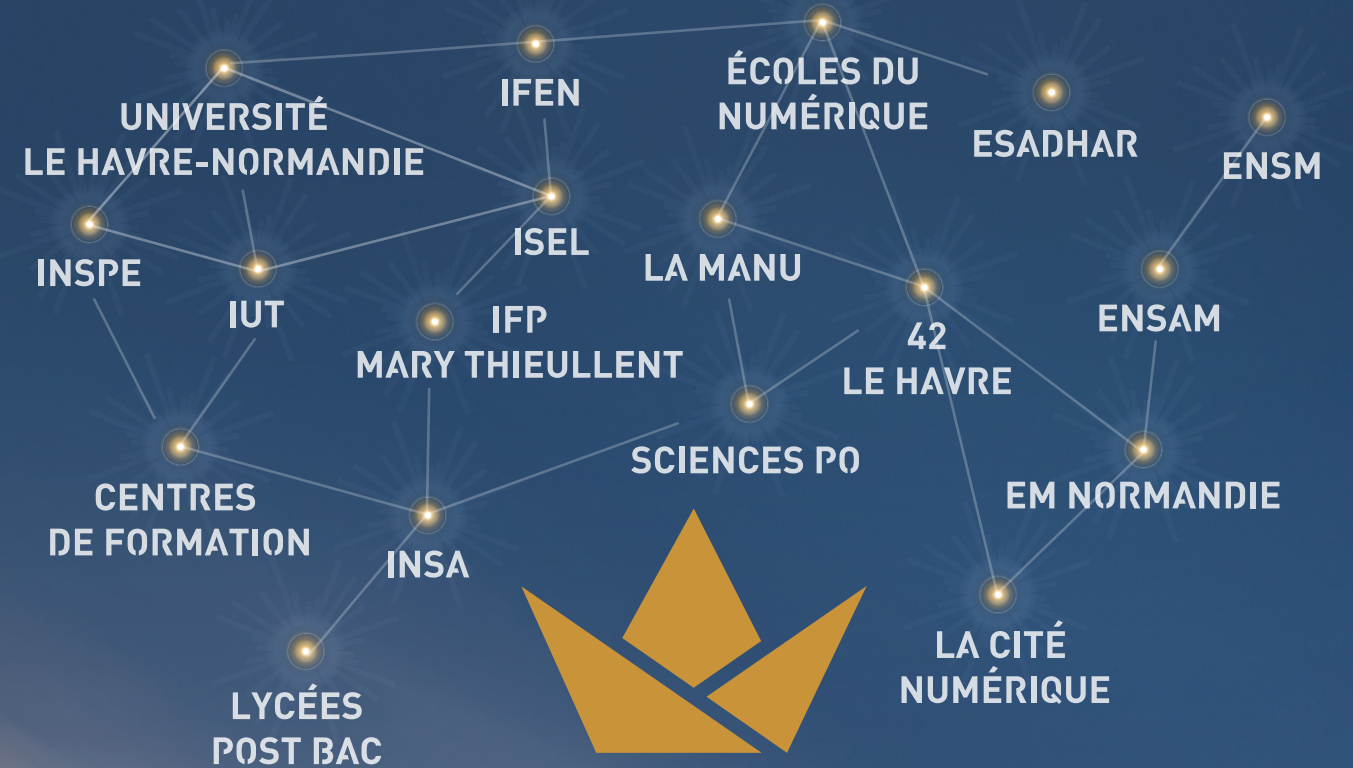 IFEN
ÉCOLES DU
NUMÉRIQUE
UNIVERSITÉ
LE HAVRE-NORMANDIE
ESADHAR
ENSM
INSPE
IUT
ISEL
LA MANU
IFP
MARY THIEULLENT
42
LE HAVRE
ENSAM
SCIENCES PO
CENTRES
DE FORMATION
INSA
EM NORMANDIE
LA CITÉ
NUMÉRIQUE
LYCÉES
POST BAC